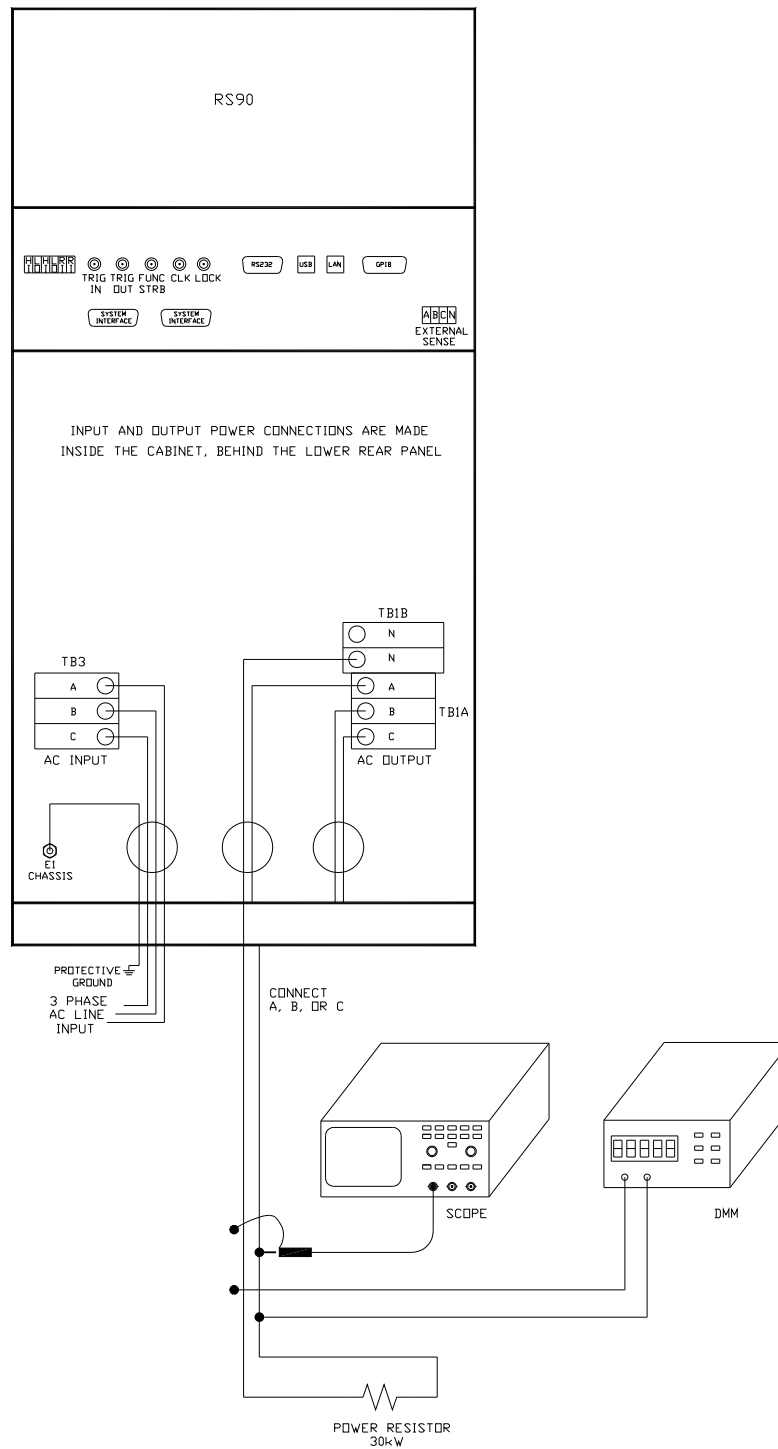 RS90
H L H L R R
I O I O I I
TRIG IN
TRIG OUT
FUNC STRB
CLK
LOCK
RS232
USB
LAN
GPIB
SYSTEM INTERFACE
SYSTEM INTERFACE
A B C N
EXTERNAL SENSE
INPUT AND OUTPUT POWER CONNECTIONS ARE MADE
INSIDE THE CABINET, BEHIND THE LOWER REAR PANEL
TB1B
N
N
TB3
A
B
C
AC INPUT
A
B
C
TB1A
AC OUTPUT
E1
CHASSIS
PROTECTIVE
GROUND
3 PHASE
AC LINE
INPUT
CONNECT
A, B, OR C
SCOPE
DMM
POWER RESISTOR
30kW